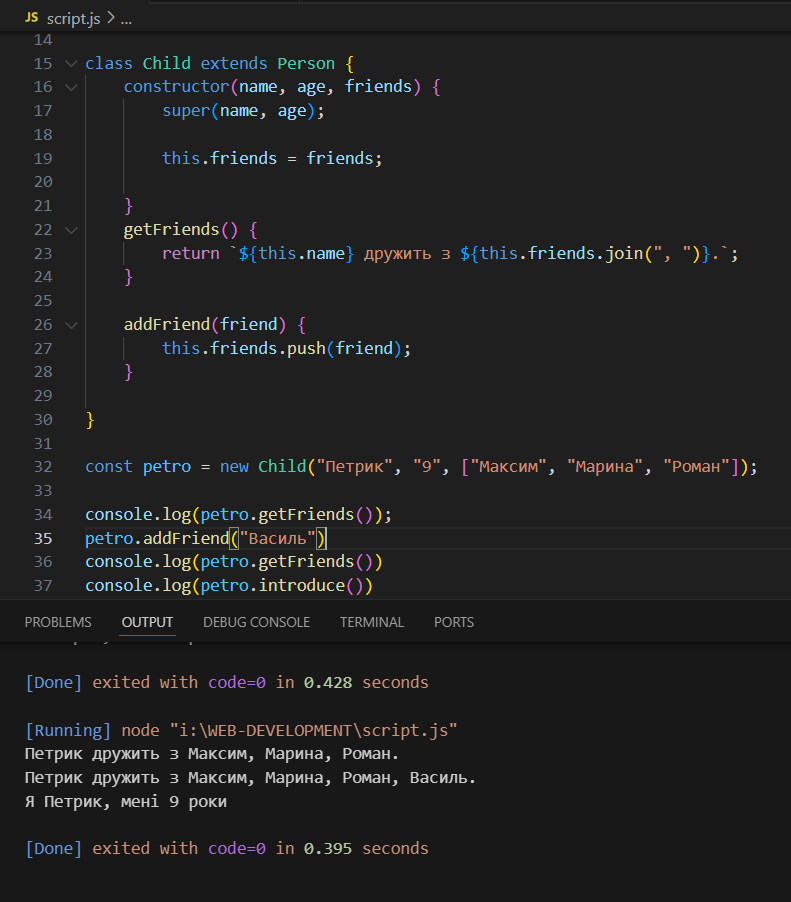 JS script.js > ...
14
15 class Child extends Person {
16 constructor(name, age, friends) {
17 super(name, age);
18
19 this.friends = friends;
20
21 }
22 getFriends() {
23 return `${this.name} дружить з ${this.friends.join(", ")}.`;
24 }
25
26 addFriend(friend) {
27 this.friends.push(friend);
28 }
29
30 }
31
32 const petro = new Child("Петрик", "9", ["Максим", "Марина", "Роман"]);
33
34 console.log(petro.getFriends());
35 petro.addFriend("Василь")
36 console.log(petro.getFriends())
37 console.log(petro.introduce())
PROBLEMS OUTPUT DEBUG CONSOLE TERMINAL PORTS
[Done] exited with code=0 in 0.428 seconds
[Running] node "i:\WEB-DEVELOPMENT\script.js"
Петрик дружить з Максим, Марина, Роман.
Петрик дружить з Максим, Марина, Роман, Василь.
Я Петрик, мені 9 роки
[Done] exited with code=0 in 0.395 seconds